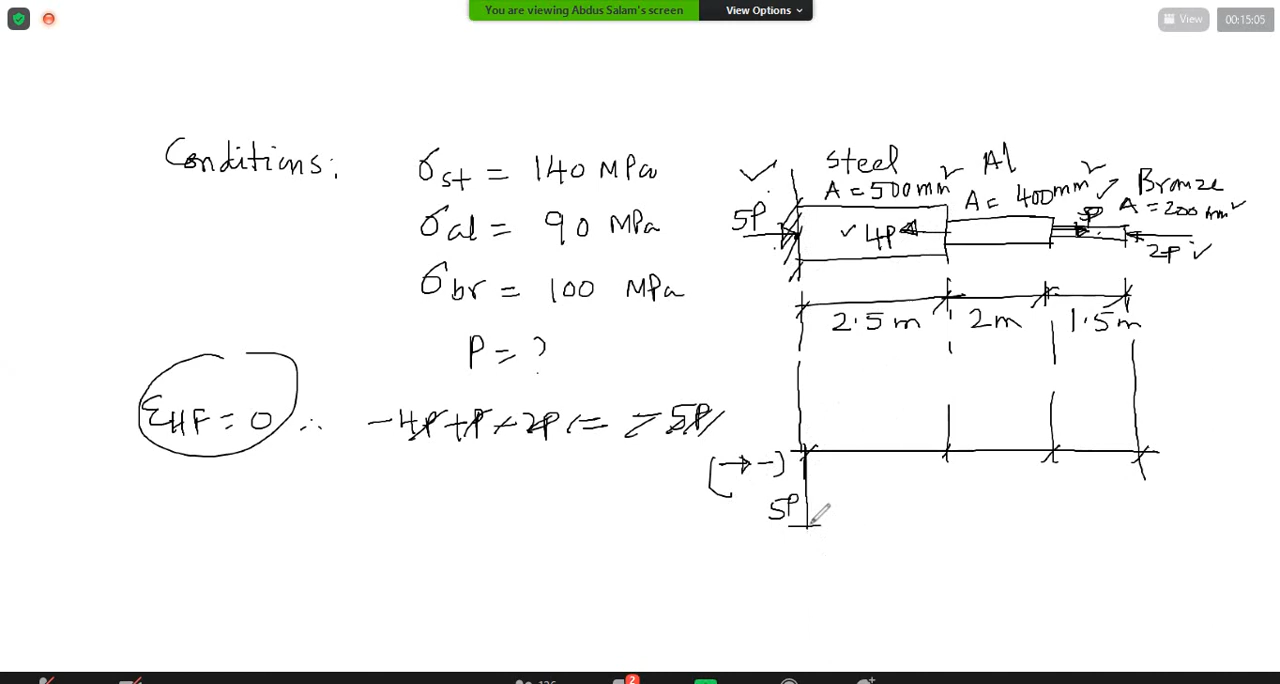 You are viewing Abdus Salam's screen
View Options
View
00:15:05
Conditions:
σst = 140 MPa
σal = 90 MPa
σbr = 100 MPa
P = ?
ΣHF = 0 ∴ -4P + P - 2P = -5P
Steel
A = 500 mm²
Al
A = 400 mm²
Bronze
A = 200 mm²
5P
4P
P
2P
2.5 m
2 m
1.5 m
(→ -)
5P
2